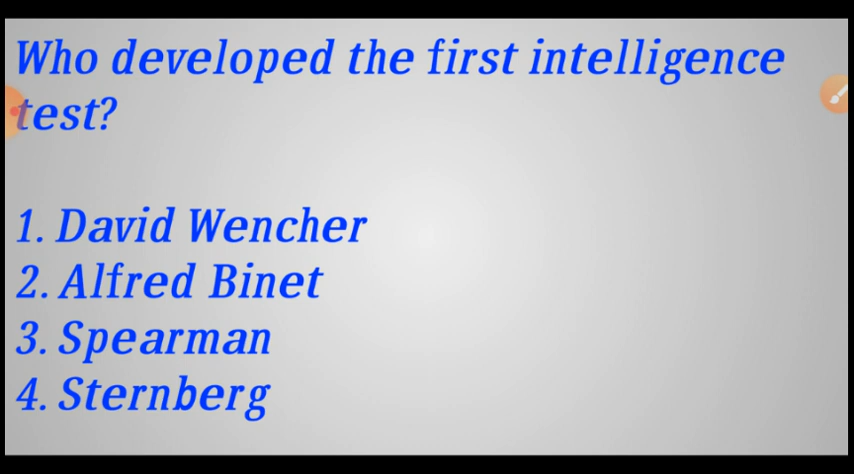 Who developed the first intelligence
test?
1. David Wencher
2. Alfred Binet
3. Spearman
4. Sternberg